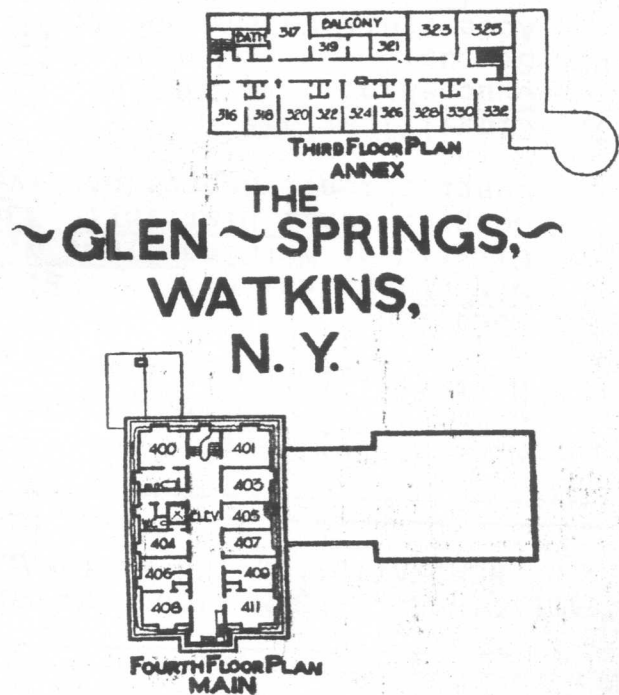 BALCONY
BATH 317 319 321 323 325
316 318 320 322 324 326 328 330 332
THIRD FLOOR PLAN
ANNEX
THE
~GLEN ~ SPRINGS,~
WATKINS,
N. Y.
400 401
403
ELEV 405
404 407
406 409
408 411
FOURTH FLOOR PLAN
MAIN